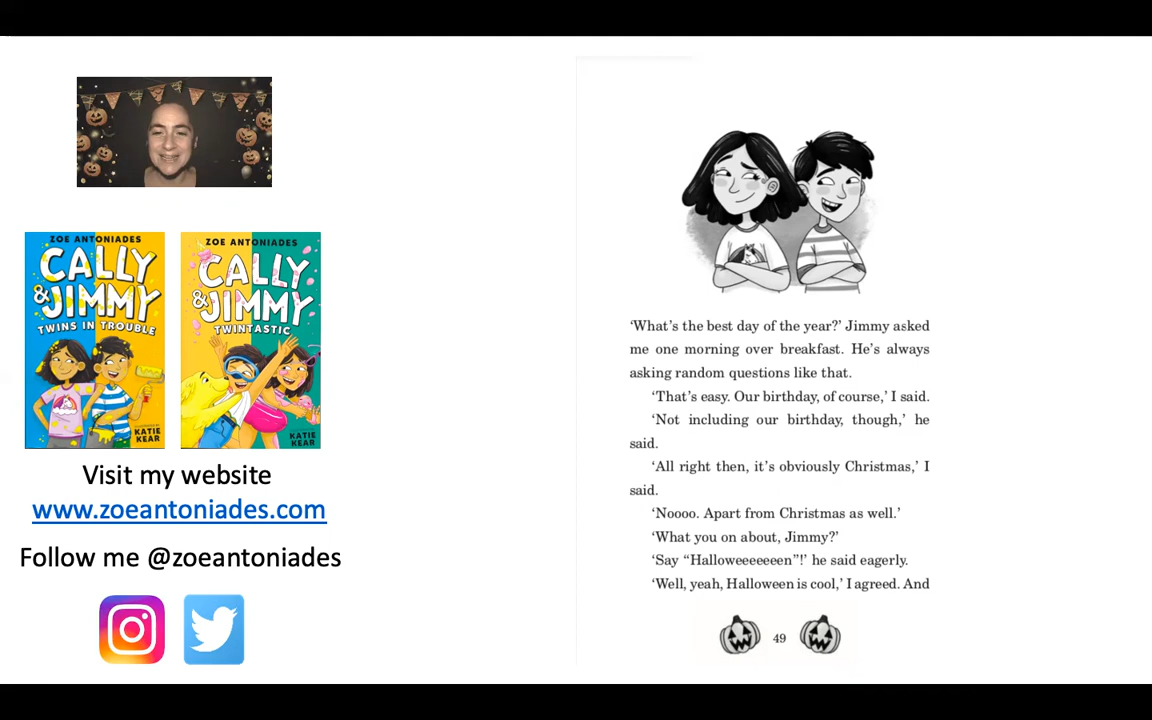 ZOE ANTONIADES
CALLY
& JIMMY
TWINS IN TROUBLE
ILLUSTRATED BY
KATIE
KEAR
ZOE ANTONIADES
CALLY
& JIMMY
TWINTASTIC
KATIE
KEAR
Visit my website
www.zoeantoniades.com
Follow me @zoeantoniades
‘What’s the best day of the year?’ Jimmy asked
me one morning over breakfast. He’s always
asking random questions like that.
‘That’s easy. Our birthday, of course,’ I said.
‘Not including our birthday, though,’ he
said.
‘All right then, it’s obviously Christmas,’ I
said.
‘Noooo. Apart from Christmas as well.’
‘What you on about, Jimmy?’
‘Say “Halloweeeeeeen”!’ he said eagerly.
‘Well, yeah, Halloween is cool,’ I agreed. And
49